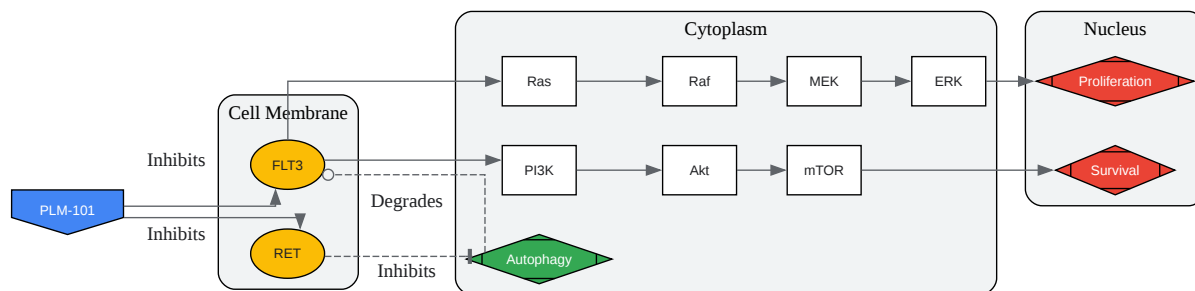 Cytoplasm
Nucleus
Ras
Raf
MEK
ERK
Proliferation
Cell Membrane
Inhibits
FLT3
PI3K
Akt
mTOR
Survival
Degrades
PLM-101
Inhibits
RET
Inhibits
Autophagy